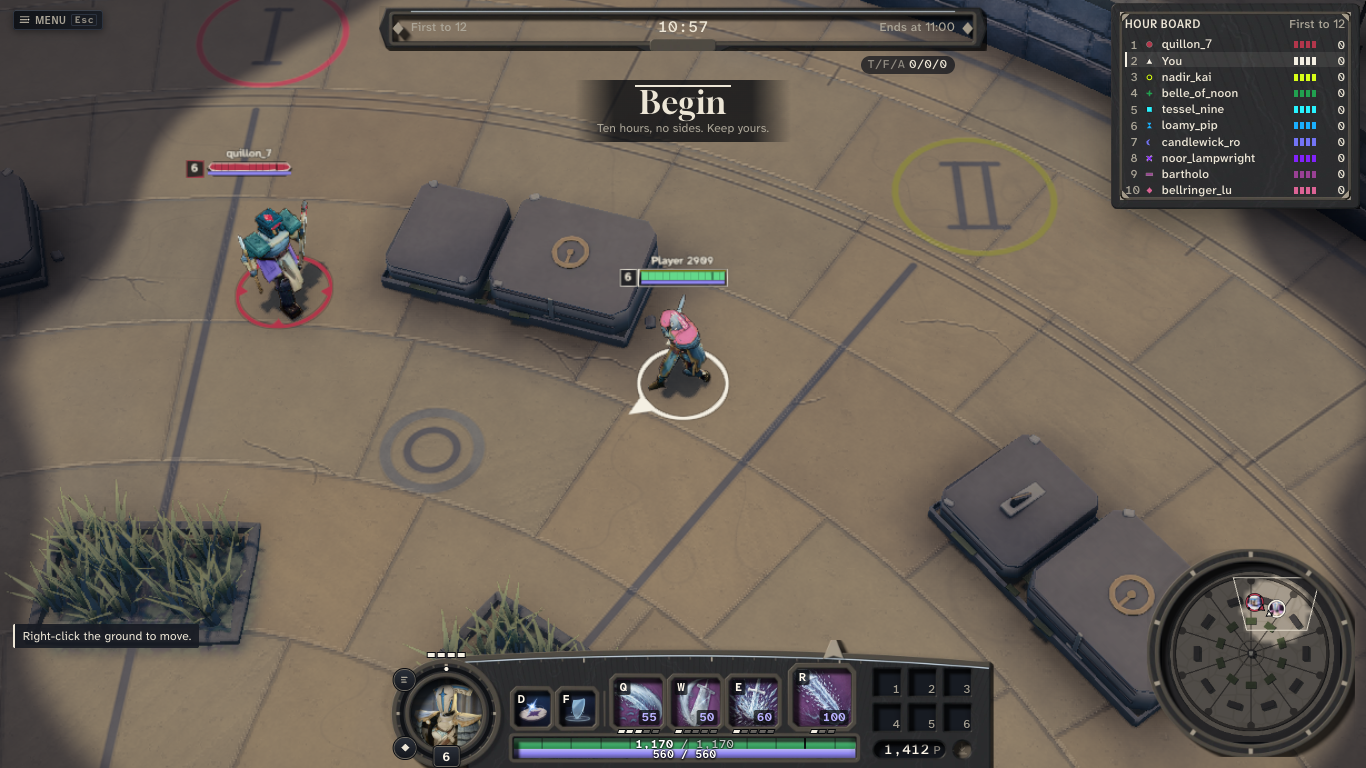 MENU Esc
First to 12
10:57
Ends at 11:00
T/F/A 0/0/0
Begin
Ten hours, no sides. Keep yours.
HOUR BOARD First to 12
1 quillon_7 0
2 You 0
3 nadir_kai 0
4 belle_of_noon 0
5 tessel_nine 0
6 loamy_pip 0
7 candlewick_ro 0
8 noor_lampwright 0
9 bartholo 0
10 bellringer_lu 0
I
II
quillon_7
6
Player 2909
6
Right-click the ground to move.
D
F
Q
55
W
50
E
60
R
100
1 2 3
4 5 6
1,170 / 1,170
560 / 560
6
1,412 P